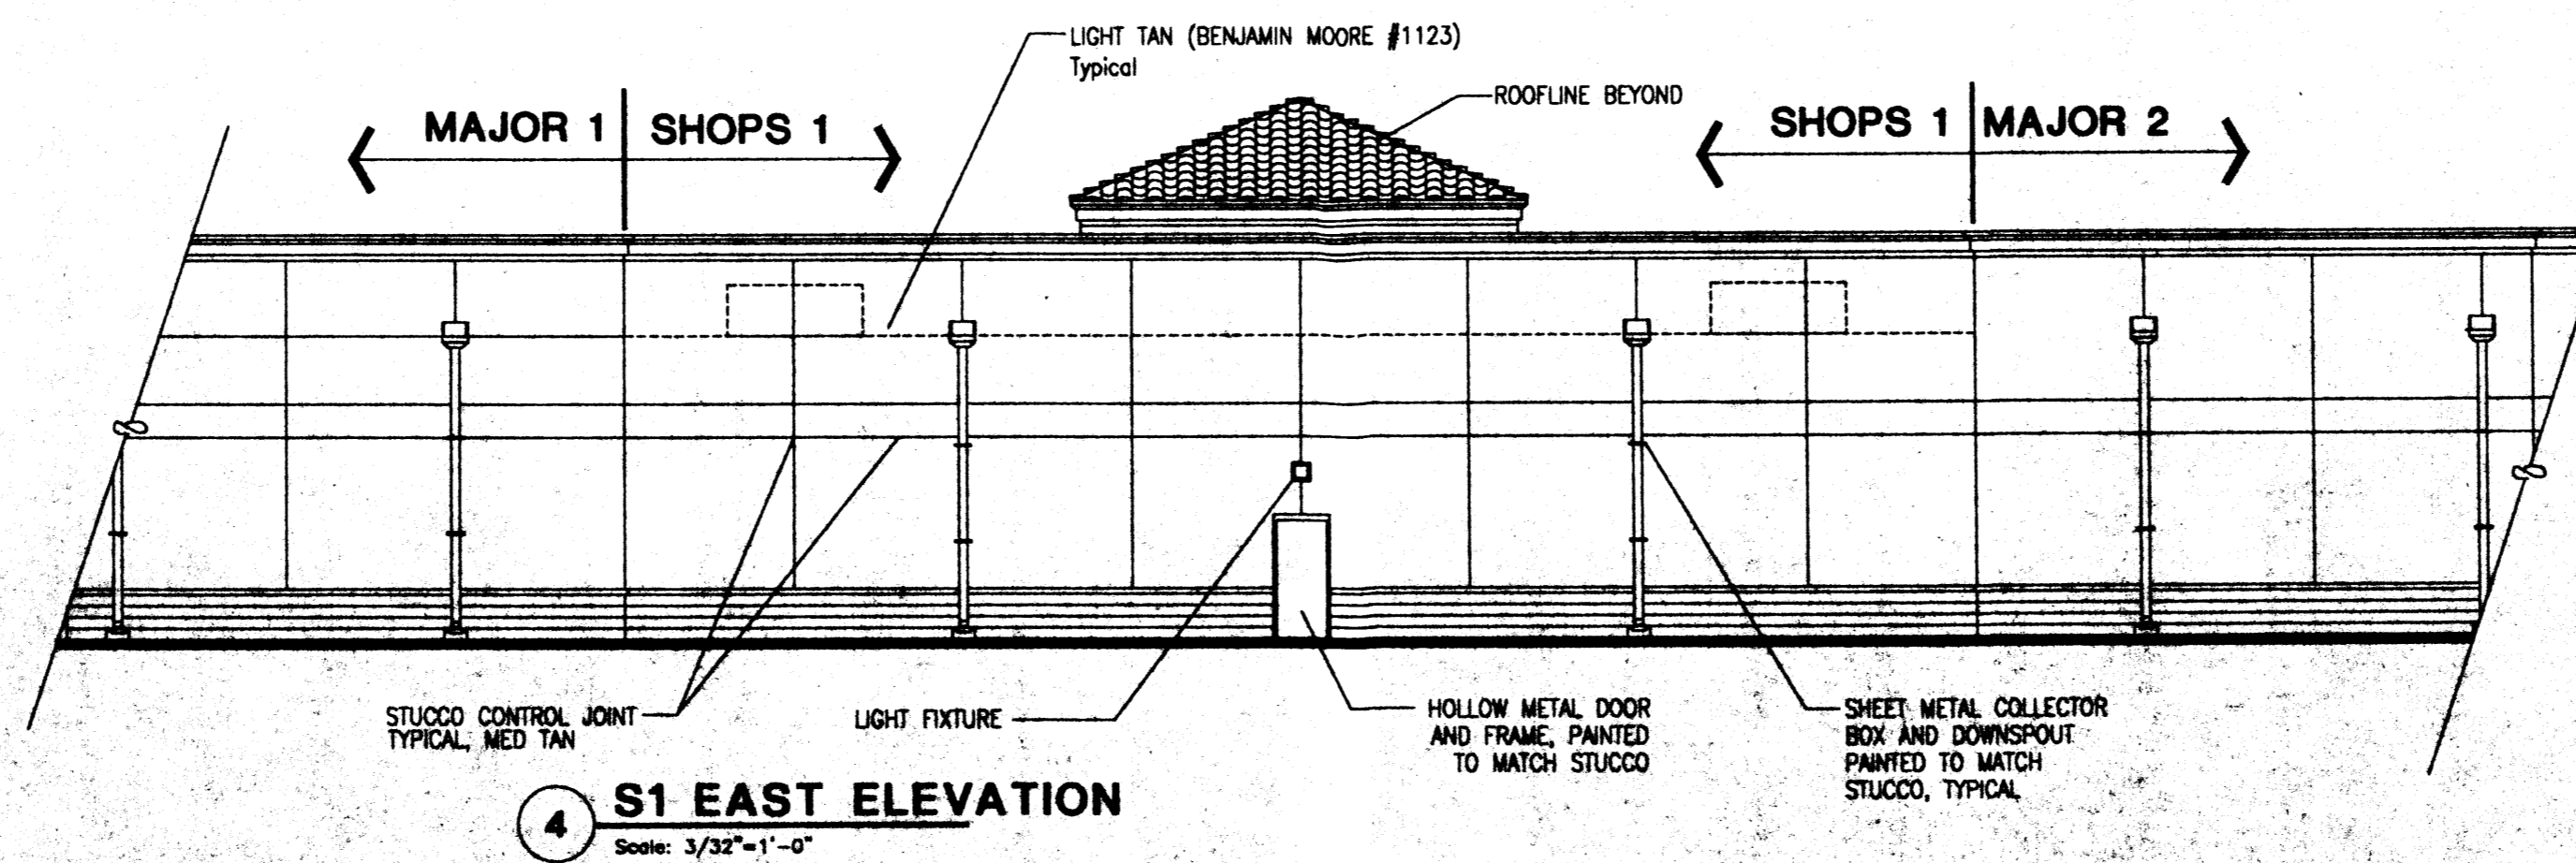 LIGHT TAN (BENJAMIN MOORE #1123)
Typical
ROOFLINE BEYOND
MAJOR 1
SHOPS 1
SHOPS 1
MAJOR 2
STUCCO CONTROL JOINT
TYPICAL, MED TAN
LIGHT FIXTURE
HOLLOW METAL DOOR
AND FRAME, PAINTED
TO MATCH STUCCO
SHEET METAL COLLECTOR
BOX AND DOWNSPOUT
PAINTED TO MATCH
STUCCO, TYPICAL
4
S1 EAST ELEVATION
Scale: 3/32"=1'-0"